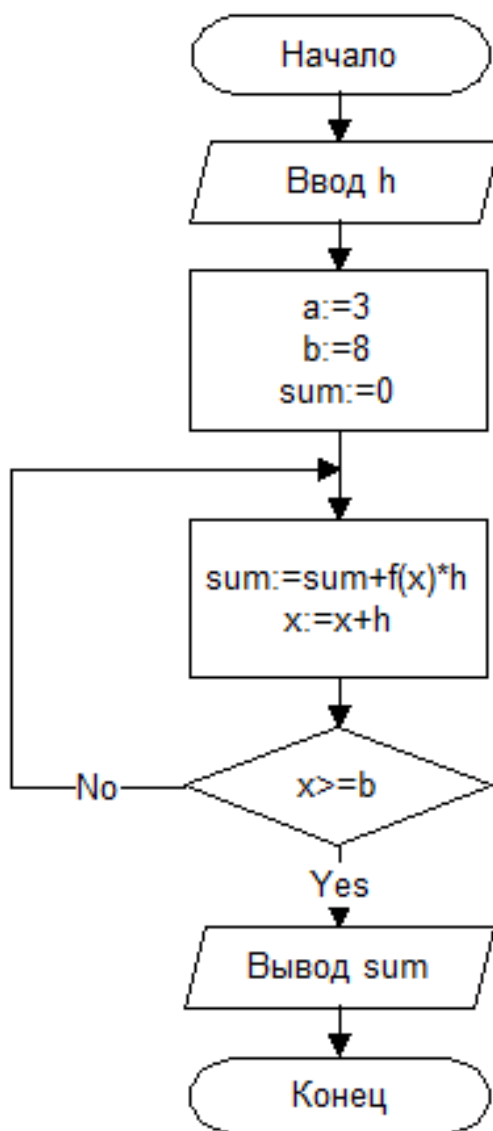 Начало
Ввод h
a:=3
b:=8
sum:=0
sum:=sum+f(x)*h
x:=x+h
x>=b
No
Yes
Вывод sum
Конец